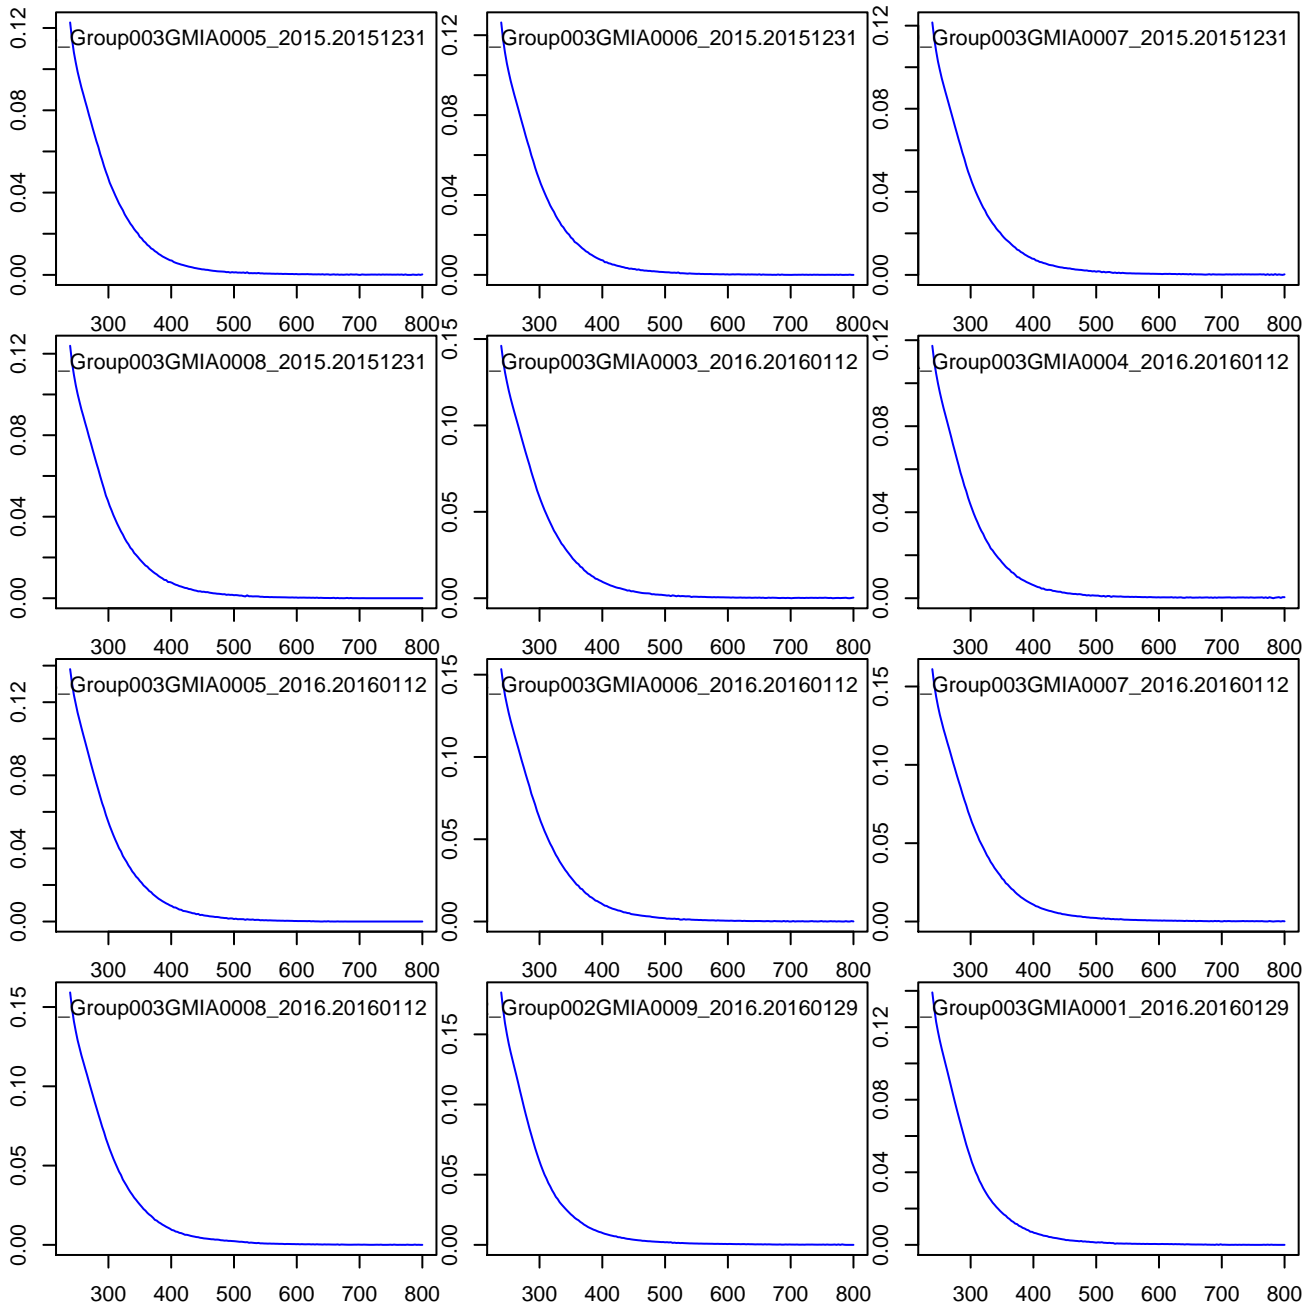 0.00 0.04 0.08 0.12
_Group003GMIA0005_2015.20151231
300 400 500 600 700 800
0.00 0.04 0.08 0.12
_Group003GMIA0006_2015.20151231
300 400 500 600 700 800
0.00 0.04 0.08 0.12
_Group003GMIA0007_2015.20151231
300 400 500 600 700 800
0.00 0.04 0.08 0.12
_Group003GMIA0008_2015.20151231
300 400 500 600 700 800
0.00 0.05 0.10 0.15
_Group003GMIA0003_2016.20160112
300 400 500 600 700 800
0.00 0.04 0.08 0.12
_Group003GMIA0004_2016.20160112
300 400 500 600 700 800
0.00 0.04 0.08 0.12
_Group003GMIA0005_2016.20160112
300 400 500 600 700 800
0.00 0.05 0.10 0.15
_Group003GMIA0006_2016.20160112
300 400 500 600 700 800
0.00 0.05 0.10 0.15
_Group003GMIA0007_2016.20160112
300 400 500 600 700 800
0.00 0.05 0.10 0.15
_Group003GMIA0008_2016.20160112
300 400 500 600 700 800
0.00 0.05 0.10 0.15
_Group002GMIA0009_2016.20160129
300 400 500 600 700 800
0.00 0.04 0.08 0.12
_Group003GMIA0001_2016.20160129
300 400 500 600 700 800